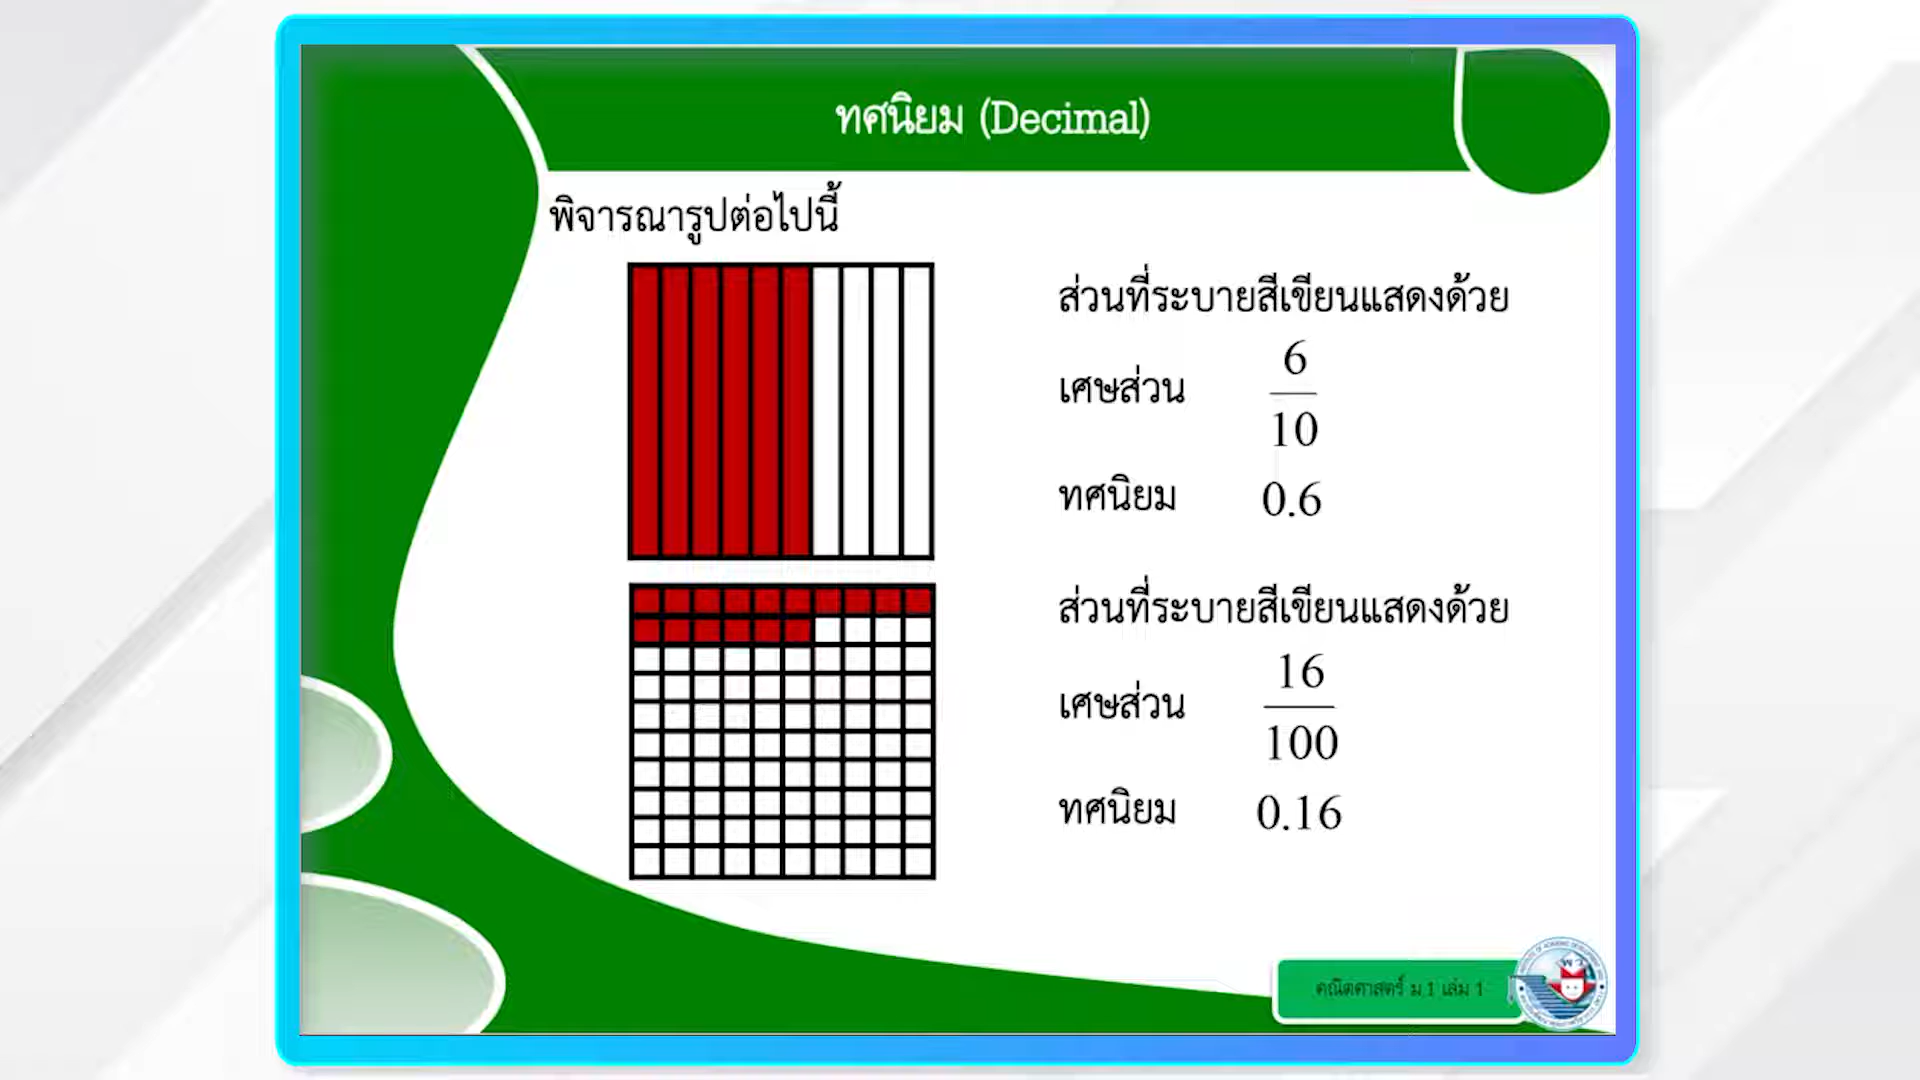 ทศนิยม (Decimal)
พิจารณารูปต่อไปนี้
ส่วนที่ระบายสีเขียนแสดงด้วย
เศษส่วน 6/10
ทศนิยม 0.6
ส่วนที่ระบายสีเขียนแสดงด้วย
เศษส่วน 16/100
ทศนิยม 0.16
คณิตศาสตร์ ม.1 เล่ม 1
พว